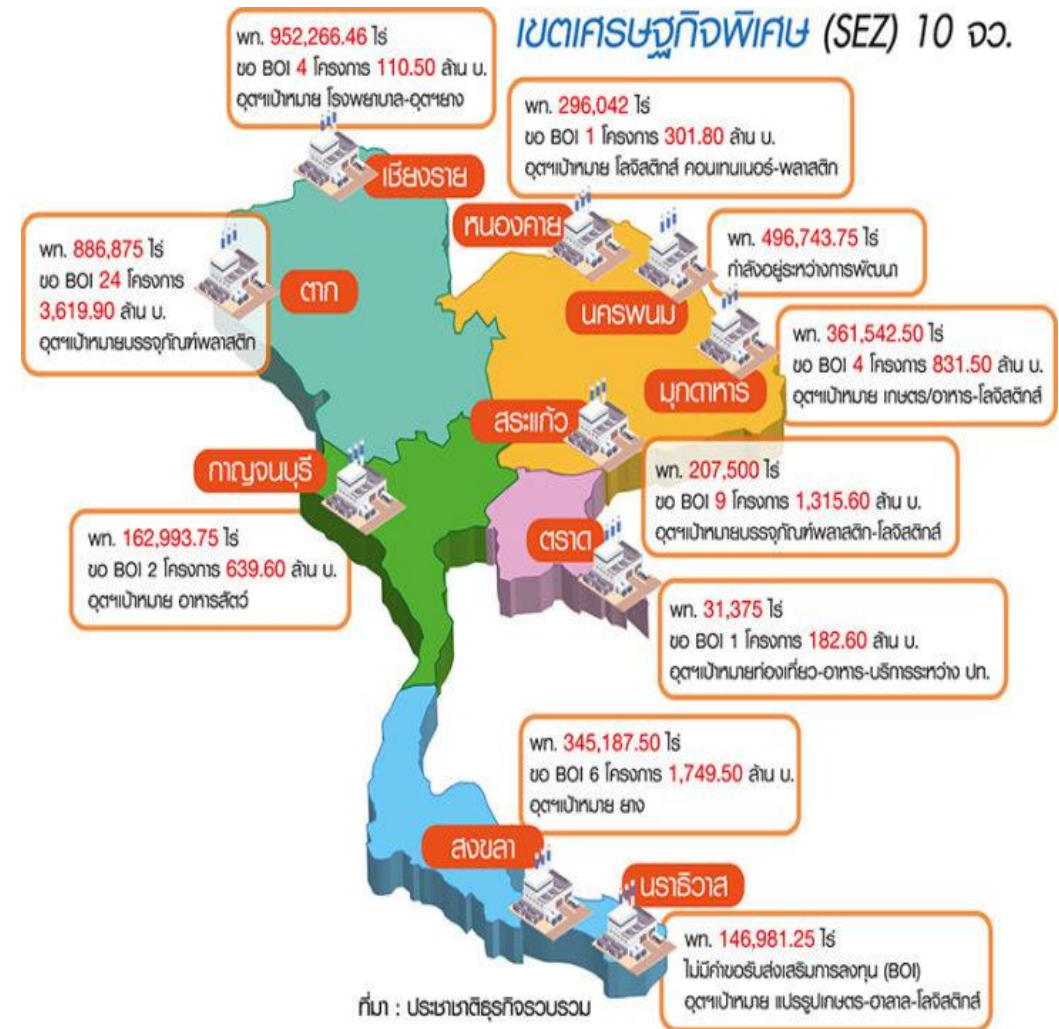 เขตเศรษฐกิจพิเศษ (SEZ) 10 จว.
พท. 952,266.46 ไร่
ขอ BOI 4 โครงการ 110.50 ล้าน บ.
อุตฯเป้าหมาย โรงพยาบาล-อุตฯยาง
เชียงราย
พท. 296,042 ไร่
ขอ BOI 1 โครงการ 301.80 ล้าน บ.
อุตฯเป้าหมาย โลจิสติกส์ คอนเทนเนอร์-พลาสติก
หนองคาย
พท. 886,875 ไร่
ขอ BOI 24 โครงการ
3,619.90 ล้าน บ.
อุตฯเป้าหมายบรรจุภัณฑ์พลาสติก
ตาก
พท. 496,743.75 ไร่
กำลังอยู่ระหว่างการพัฒนา
นครพนม
พท. 361,542.50 ไร่
ขอ BOI 4 โครงการ 831.50 ล้าน บ.
อุตฯเป้าหมาย เกษตร/อาหาร-โลจิสติกส์
มุกดาหาร
สระแก้ว
พท. 207,500 ไร่
ขอ BOI 9 โครงการ 1,315.60 ล้าน บ.
อุตฯเป้าหมายบรรจุภัณฑ์พลาสติก-โลจิสติกส์
กาญจนบุรี
พท. 162,993.75 ไร่
ขอ BOI 2 โครงการ 639.60 ล้าน บ.
อุตฯเป้าหมาย อาหารสัตว์
ตราด
พท. 31,375 ไร่
ขอ BOI 1 โครงการ 182.60 ล้าน บ.
อุตฯเป้าหมายท่องเที่ยว-อาหาร-บริการระหว่าง ปท.
พท. 345,187.50 ไร่
ขอ BOI 6 โครงการ 1,749.50 ล้าน บ.
อุตฯเป้าหมาย ยาง
สงขลา
นราธิวาส
พท. 146,981.25 ไร่
ไม่มีคำขอรับส่งเสริมการลงทุน (BOI)
อุตฯเป้าหมาย แปรรูปเกษตร-ฮาลาล-โลจิสติกส์
ที่มา : ประชาชาติธุรกิจรวบรวม